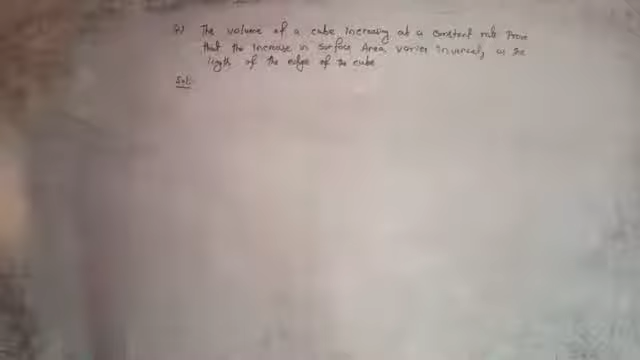 Q) The volume of a cube increasing at a constant rate Prove
that the increase in surface Area varies inversely as the
length of the edge of the cube
Sol:-